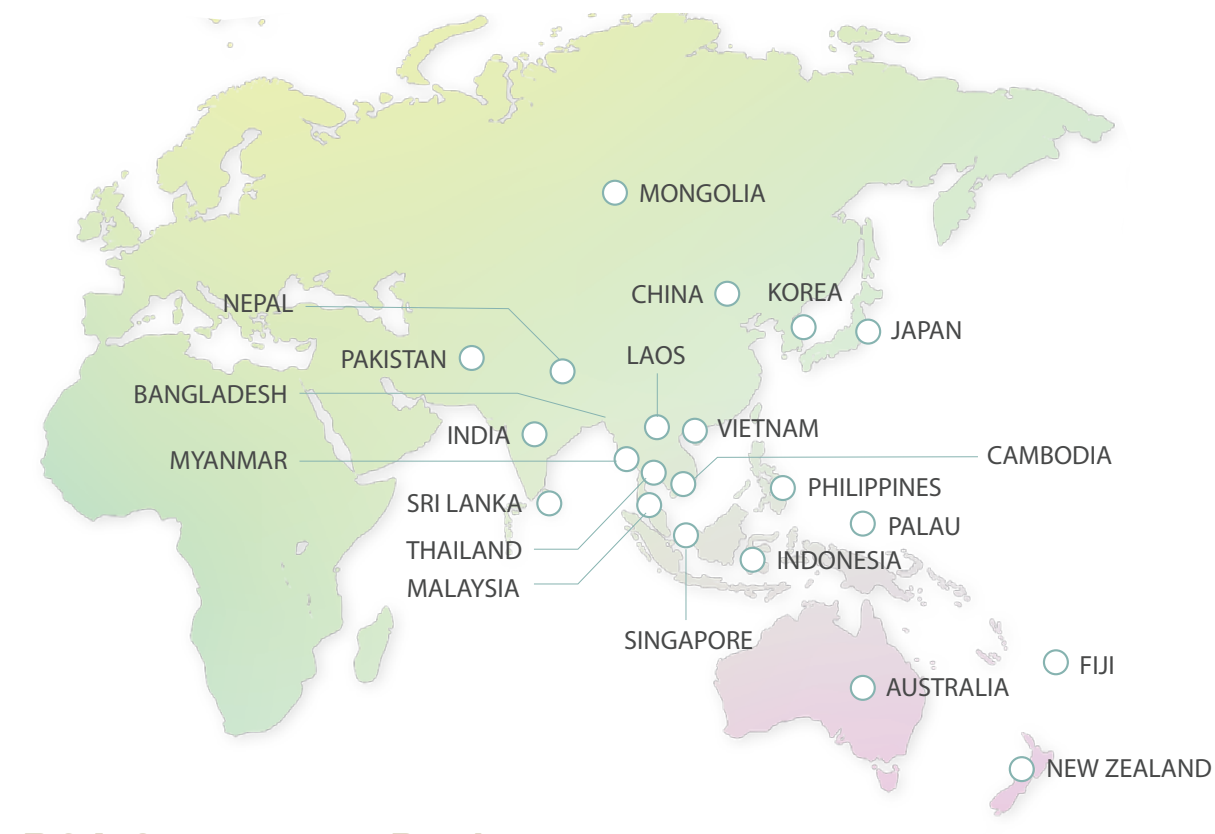 MONGOLIA
CHINA
KOREA
NEPAL
JAPAN
PAKISTAN
LAOS
BANGLADESH
INDIA
VIETNAM
MYANMAR
CAMBODIA
PHILIPPINES
SRI LANKA
PALAU
THAILAND
INDONESIA
MALAYSIA
SINGAPORE
FIJI
AUSTRALIA
NEW ZEALAND